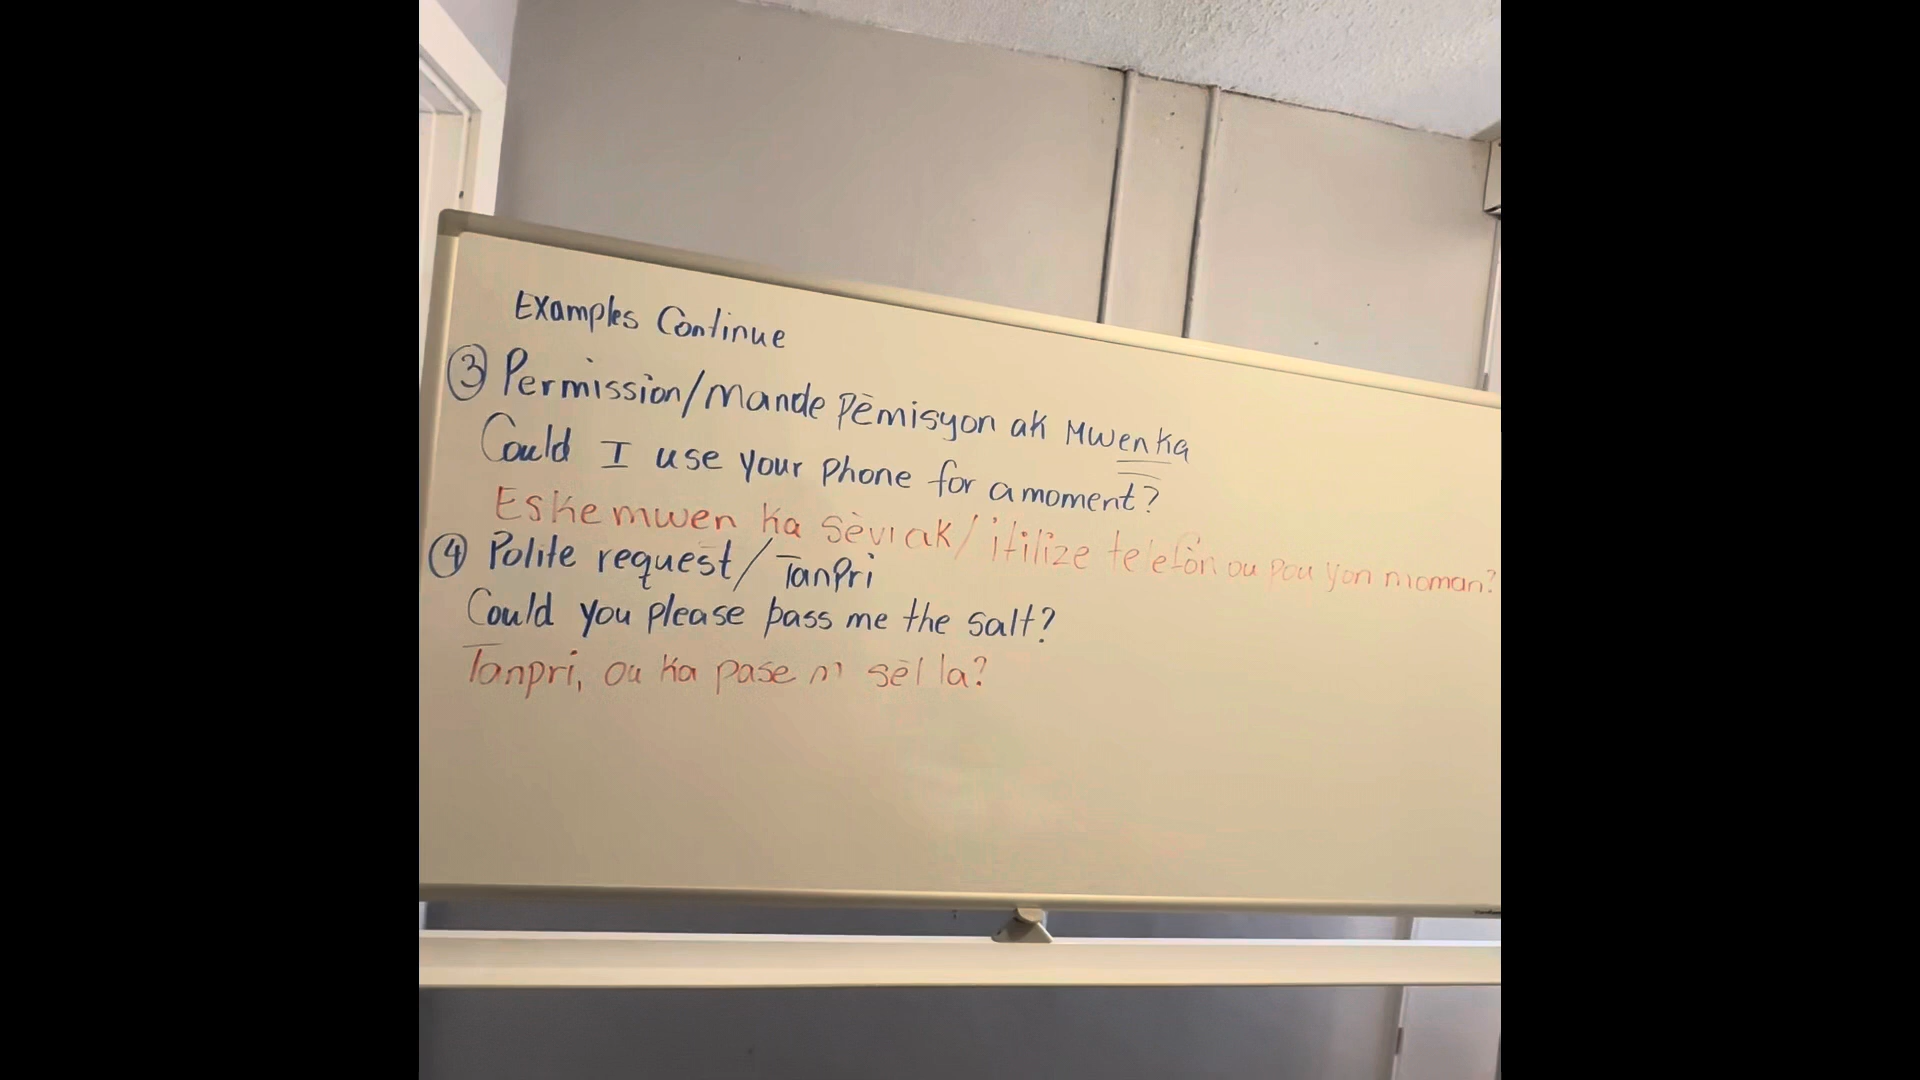 Examples Continue
③ Permission/Mande Pèmisyon ak Mwen ka
Could I use your phone for a moment?
Eske mwen ka sèvi ak/itilize telefòn ou pou yon moman?
④ Polite request/Tanpri
Could you please pass me the salt?
Tanpri, ou ka pase m sèl la?